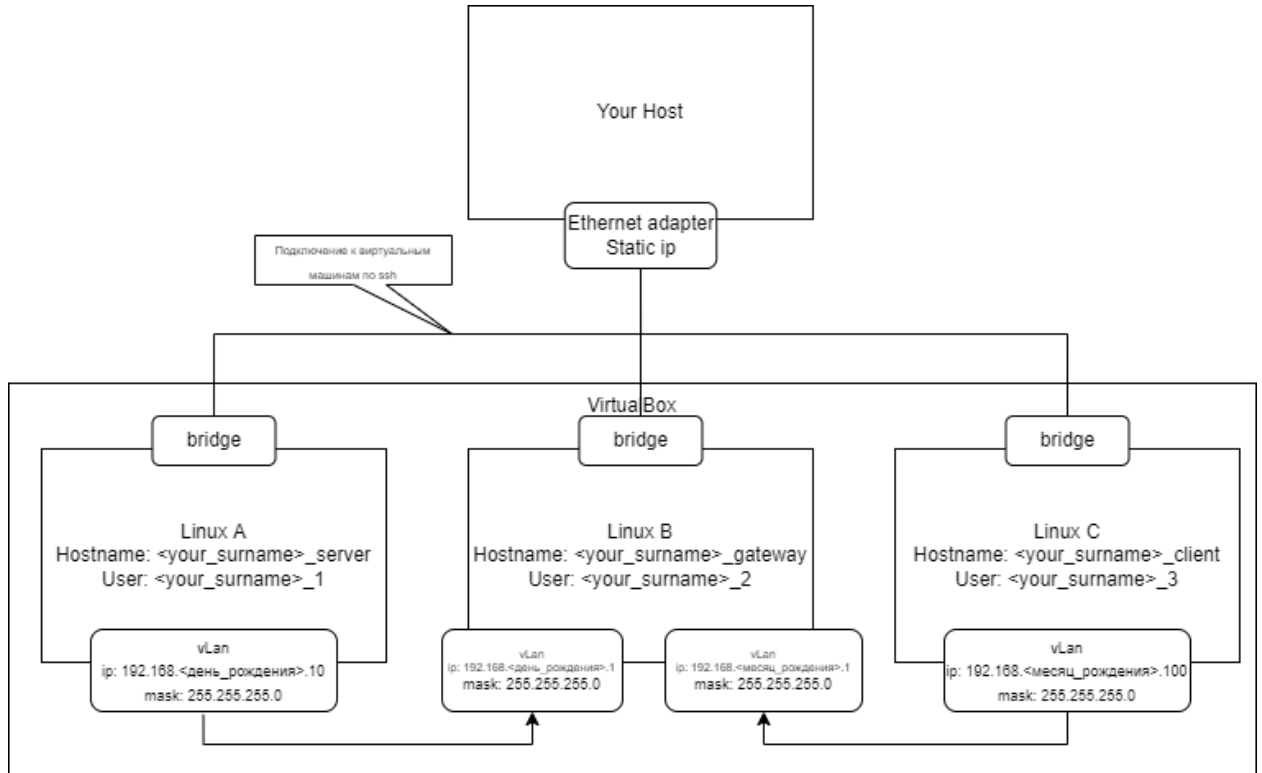 Your Host
Ethernet adapter
Static ip
Подключение к виртуальным
машинам по ssh
VirtualBox
bridge
bridge
bridge
Linux A
Hostname: <your_surname>_server
User: <your_surname>_1
Linux B
Hostname: <your_surname>_gateway
User: <your_surname>_2
Linux C
Hostname: <your_surname>_client
User: <your_surname>_3
vLan
ip: 192.168.<день_рождения>.10
mask: 255.255.255.0
vLan
ip: 192.168.<день_рождения>.1
mask: 255.255.255.0
vLan
ip: 192.168.<месяц_рождения>.1
mask: 255.255.255.0
vLan
ip: 192.168.<месяц_рождения>.100
mask: 255.255.255.0